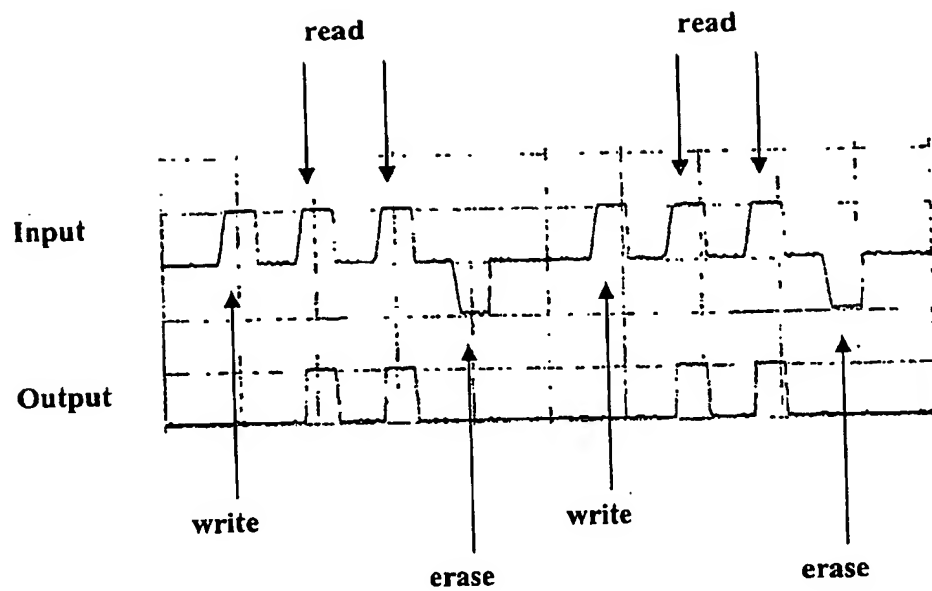 read
read
Input
Output
write
write
erase
erase